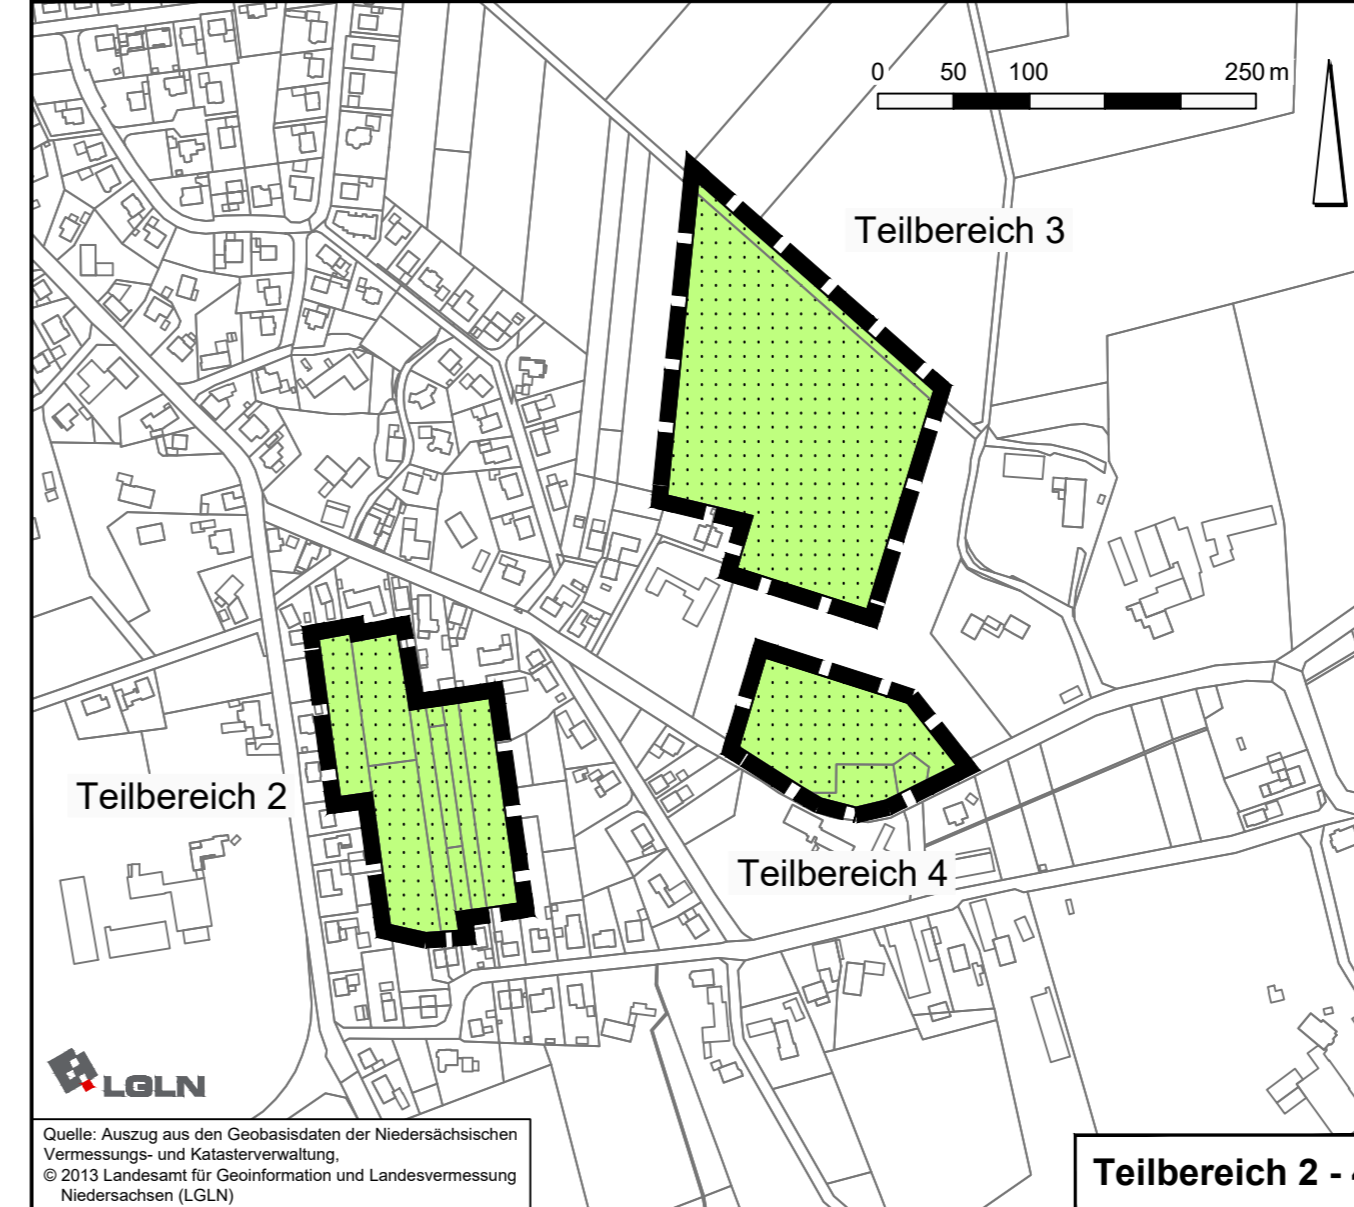 0 50 100 250 m
Teilbereich 3
Teilbereich 2
Teilbereich 4
LGLN
Quelle: Auszug aus den Geobasisdaten der Niedersächsischen
Vermessungs- und Katasterverwaltung,
© 2013 Landesamt für Geoinformation und Landesvermessung
Niedersachsen (LGLN)
Teilbereich 2 - 4